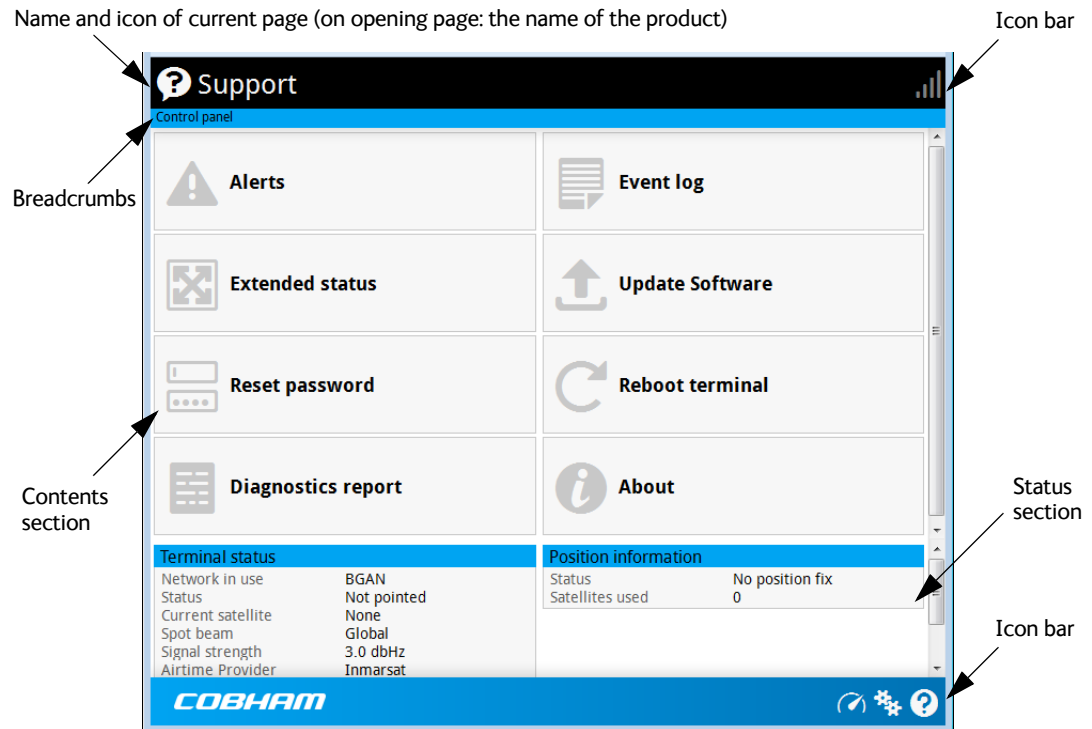 Name and icon of current page (on opening page: the name of the product)
Icon bar
Support
Control panel
Breadcrumbs
Alerts
Event log
Extended status
Update Software
Reset password
Reboot terminal
Contents
section
Diagnostics report
About
Status
section
Terminal status
Network in use BGAN
Status Not pointed
Current satellite None
Spot beam Global
Signal strength 3.0 dbHz
Airtime Provider Inmarsat
Position information
Status No position fix
Satellites used 0
Icon bar
COBHAM